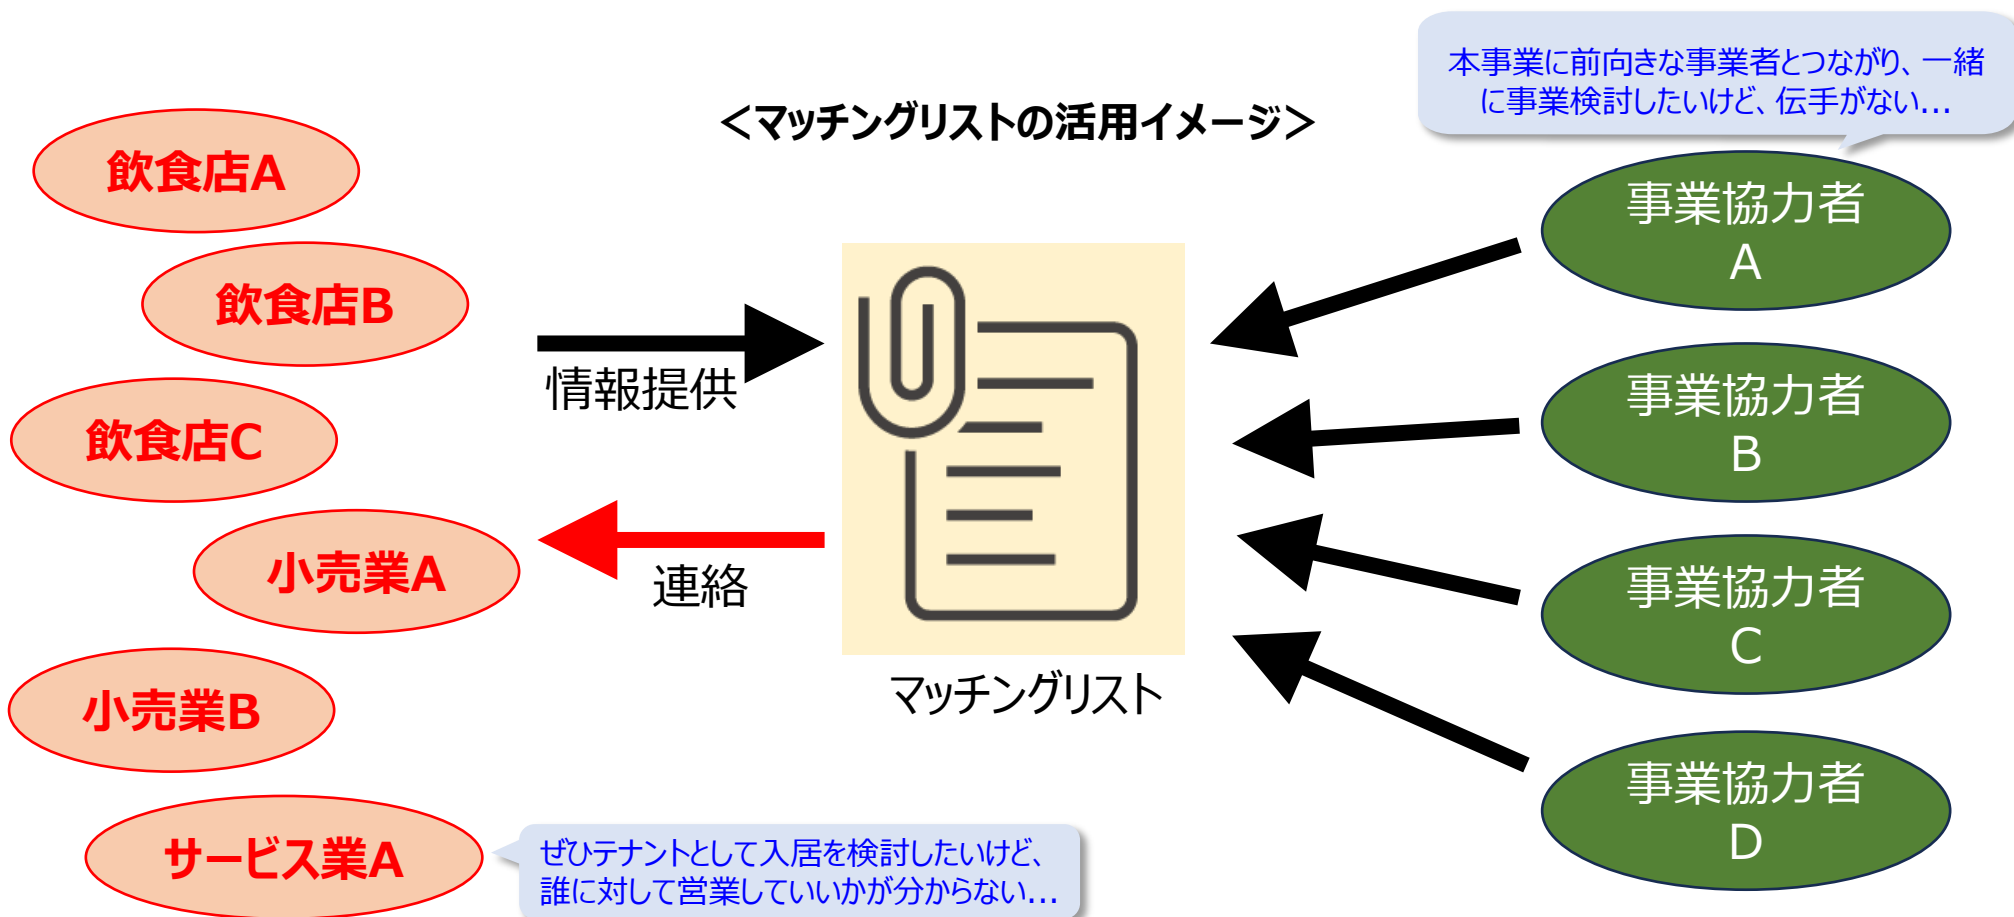 本事業に前向きな事業者とつながり、一緒
に事業検討したいけど、伝手がない…
＜マッチングリストの活用イメージ＞
飲食店A
飲食店B
飲食店C
小売業A
小売業B
サービス業A
情報提供
連絡
マッチングリスト
事業協力者
A
事業協力者
B
事業協力者
C
事業協力者
D
ぜひテナントとして入居を検討したいけど、
誰に対して営業していいかが分からない…